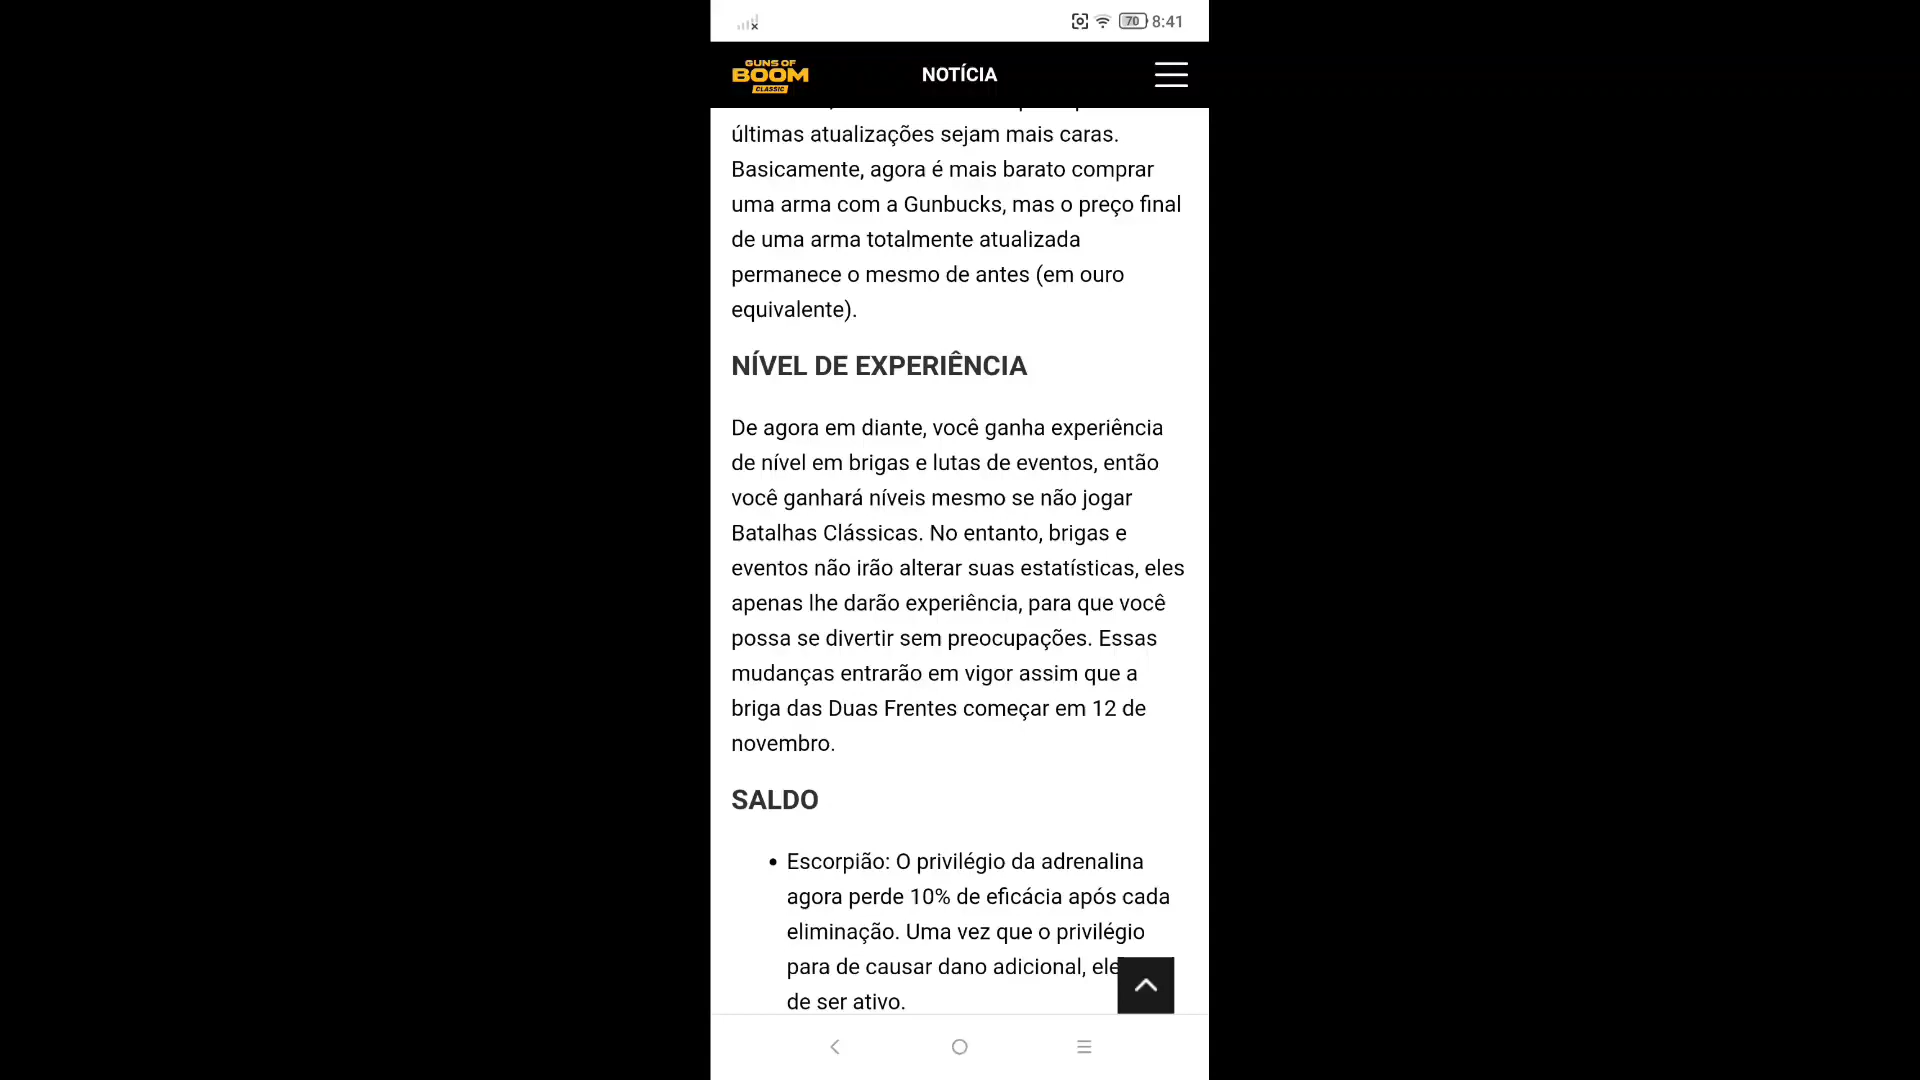 70 8:41
GUNS OF
BOOM
CLASSIC
NOTÍCIA
últimas atualizações sejam mais caras.
Basicamente, agora é mais barato comprar
uma arma com a Gunbucks, mas o preço final
de uma arma totalmente atualizada
permanece o mesmo de antes (em ouro
equivalente).
NÍVEL DE EXPERIÊNCIA
De agora em diante, você ganha experiência
de nível em brigas e lutas de eventos, então
você ganhará níveis mesmo se não jogar
Batalhas Clássicas. No entanto, brigas e
eventos não irão alterar suas estatísticas, eles
apenas lhe darão experiência, para que você
possa se divertir sem preocupações. Essas
mudanças entrarão em vigor assim que a
briga das Duas Frentes começar em 12 de
novembro.
SALDO
• Escorpião: O privilégio da adrenalina
agora perde 10% de eficácia após cada
eliminação. Uma vez que o privilégio
para de causar dano adicional, ele
de ser ativo.